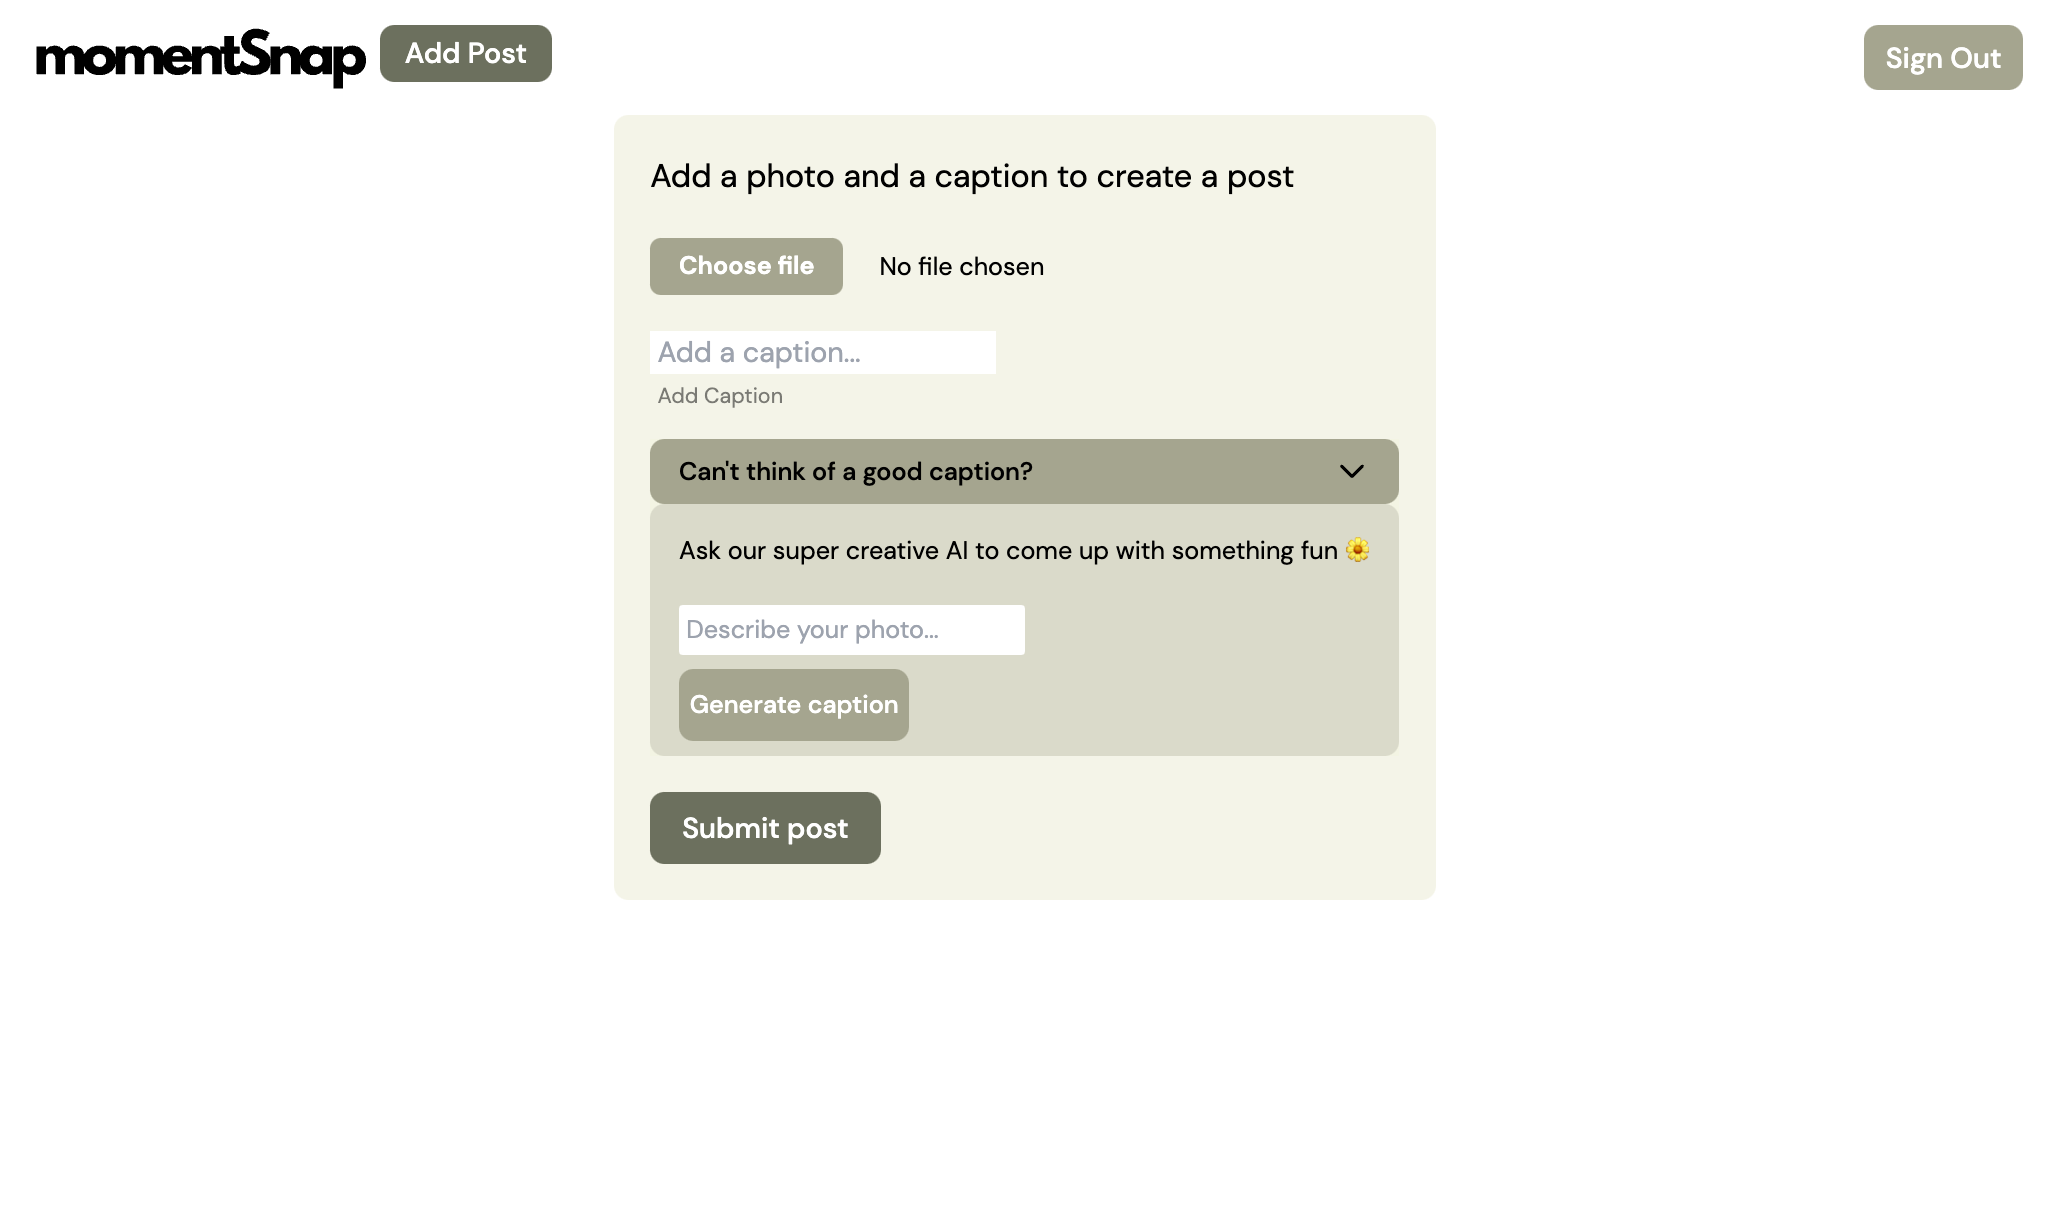 momentSnap
Add Post
Sign Out
Add a photo and a caption to create a post
Choose file
No file chosen
Add a caption...
Add Caption
Can't think of a good caption?
Ask our super creative AI to come up with something fun 🌼
Describe your photo...
Generate caption
Submit post